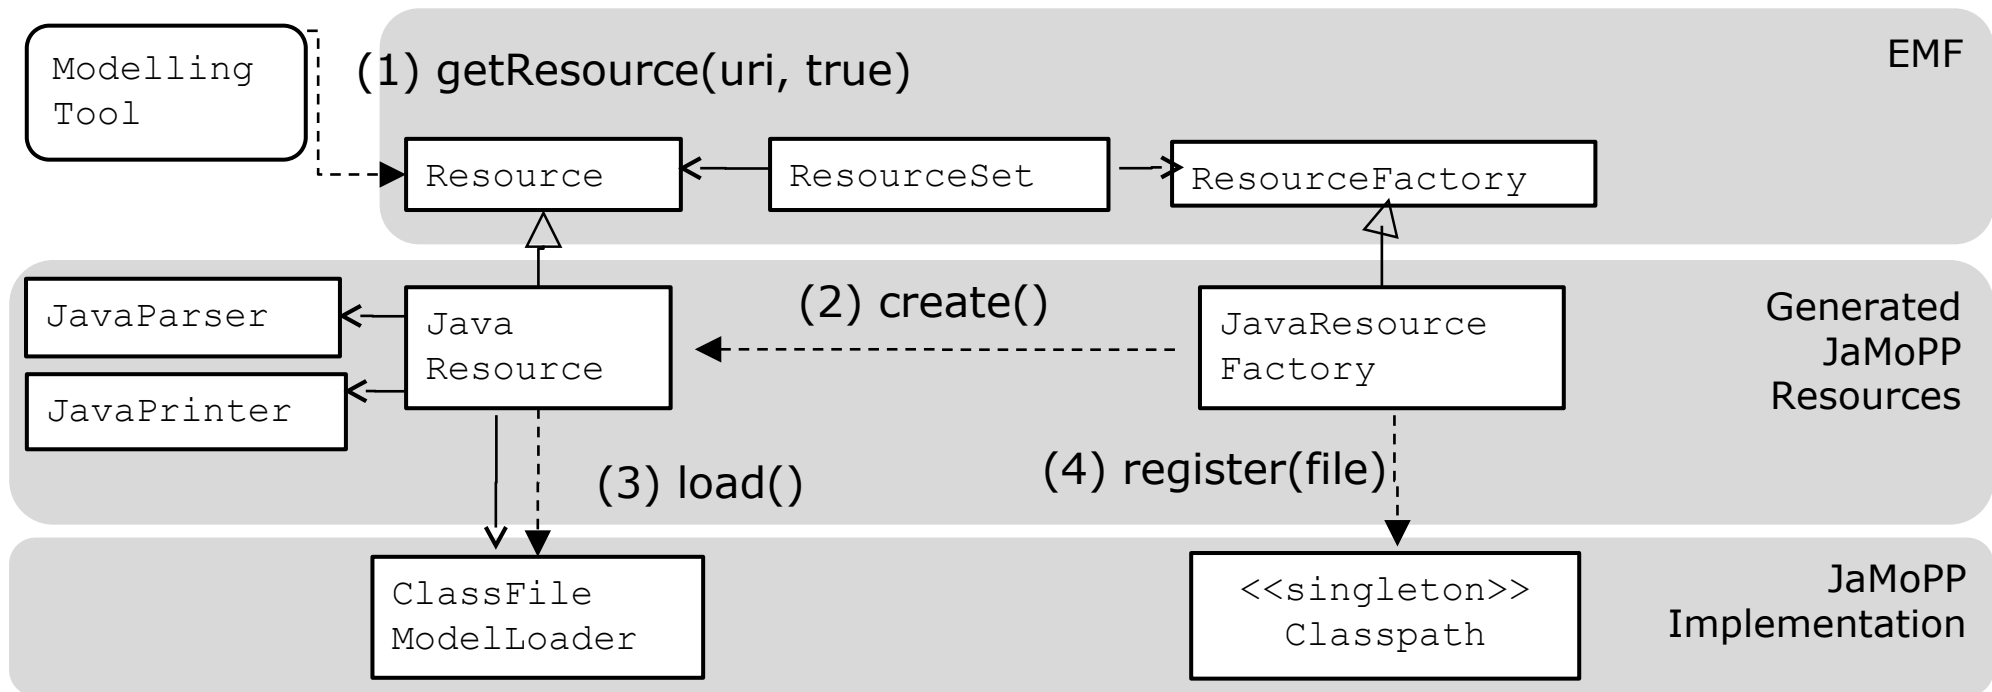 Modelling
Tool
(1) getResource(uri, true)
EMF
Resource
ResourceSet
ResourceFactory
JavaParser
JavaPrinter
Java
Resource
(2) create()
JavaResource
Factory
Generated
JaMoPP
Resources
(3) load()
(4) register(file)
ClassFile
ModelLoader
<<singleton>>
Classpath
JaMoPP
Implementation